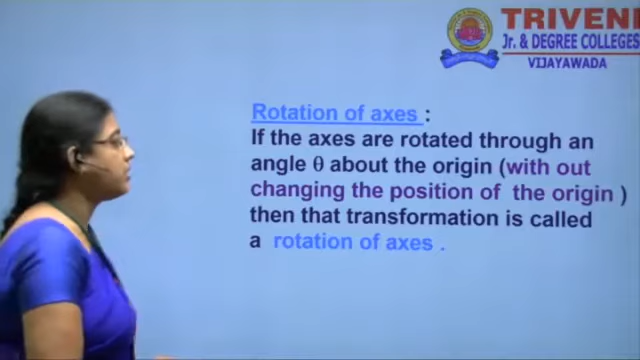 TRIVENI
Jr. & DEGREE COLLEGES
VIJAYAWADA
Rotation of axes :
If the axes are rotated through an
angle θ about the origin (with out
changing the position of the origin )
then that transformation is called
a rotation of axes .